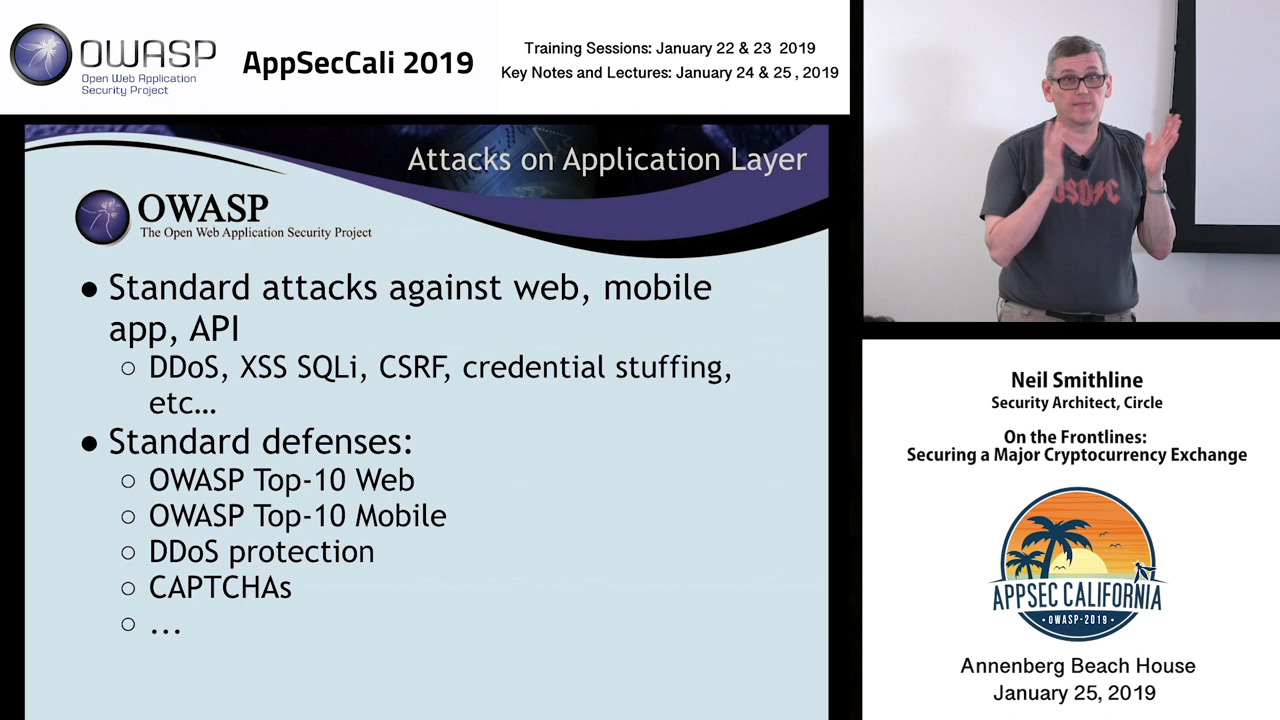 OWASP
Open Web Application
Security Project
AppSecCali 2019
Training Sessions: January 22 & 23 2019
Key Notes and Lectures: January 24 & 25 , 2019
Attacks on Application Layer
OWASP
The Open Web Application Security Project
● Standard attacks against web, mobile
app, API
○ DDoS, XSS SQLi, CSRF, credential stuffing,
etc…
● Standard defenses:
○ OWASP Top-10 Web
○ OWASP Top-10 Mobile
○ DDoS protection
○ CAPTCHAs
○ ...
Neil Smithline
Security Architect, Circle
On the Frontlines:
Securing a Major Cryptocurrency Exchange
APPSEC CALIFORNIA
• OWASP-2019 •
Annenberg Beach House
January 25, 2019